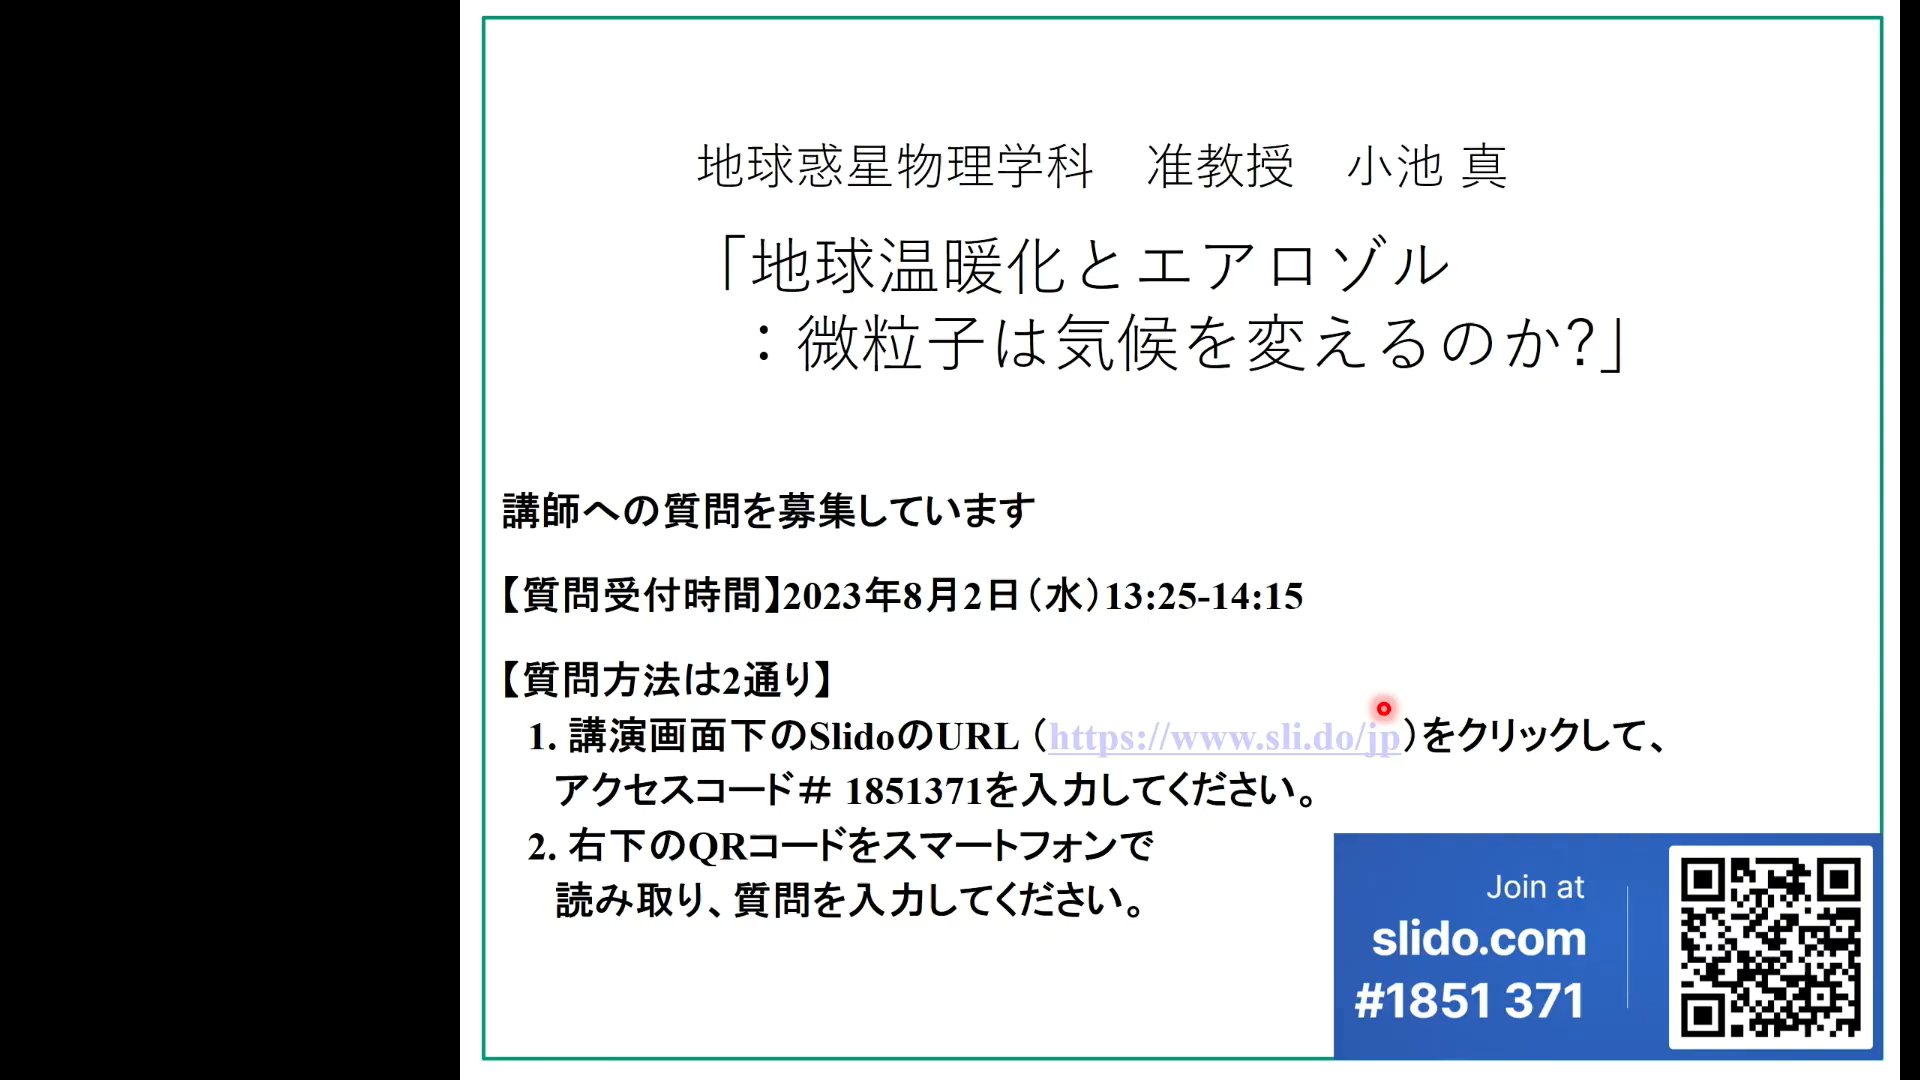 地球惑星物理学科　准教授　小池 真
「地球温暖化とエアロゾル
：微粒子は気候を変えるのか?」
講師への質問を募集しています
【質問受付時間】2023年8月2日（水）13:25-14:15
【質問方法は2通り】
1. 講演画面下のSlidoのURL（https://www.sli.do/jp）をクリックして、
アクセスコード＃ 1851371を入力してください。
2. 右下のQRコードをスマートフォンで
読み取り、質問を入力してください。
Join at
slido.com
#1851 371